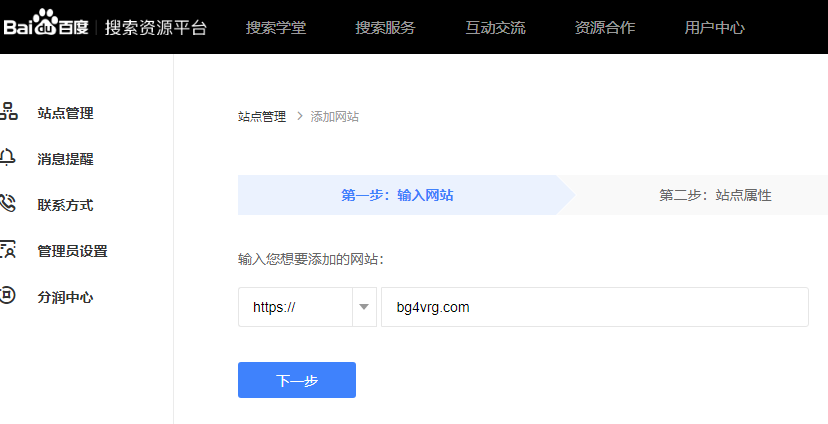 Bai du 百度 | 搜索资源平台 搜索学堂 搜索服务 互动交流 资源合作 用户中心
站点管理
消息提醒
联系方式
管理员设置
分润中心
站点管理 > 添加网站
第一步：输入网站 第二步：站点属性
输入您想要添加的网站：
https:// bg4vrg.com
下一步